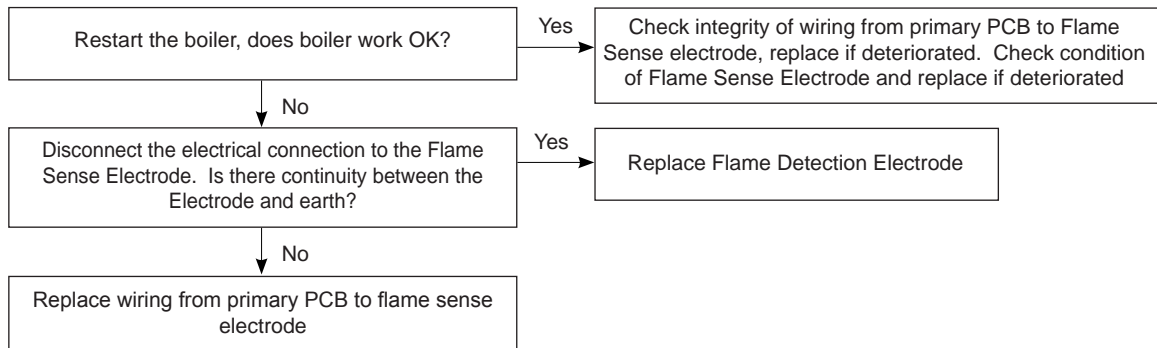 Restart the boiler, does boiler work OK?
Yes
Check integrity of wiring from primary PCB to Flame
Sense electrode, replace if deteriorated. Check condition
of Flame Sense Electrode and replace if deteriorated
No
Disconnect the electrical connection to the Flame
Sense Electrode. Is there continuity between the
Electrode and earth?
Yes
Replace Flame Detection Electrode
No
Replace wiring from primary PCB to flame sense
electrode